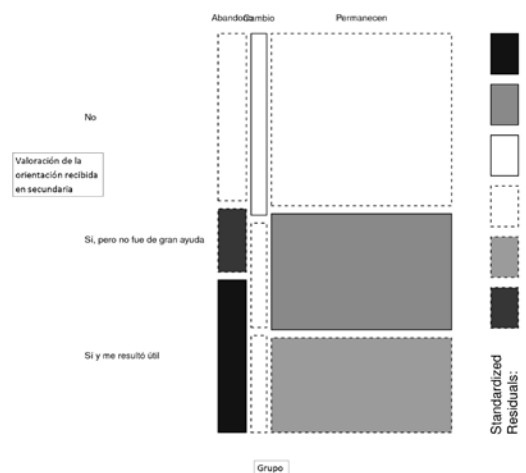 Abandona Cambio Permanecen
No
Valoración de la
orientación recibida
en secundaria
Sí, pero no fue de gran ayuda
Sí y me resultó útil
Standardized
Residuals:
Grupo